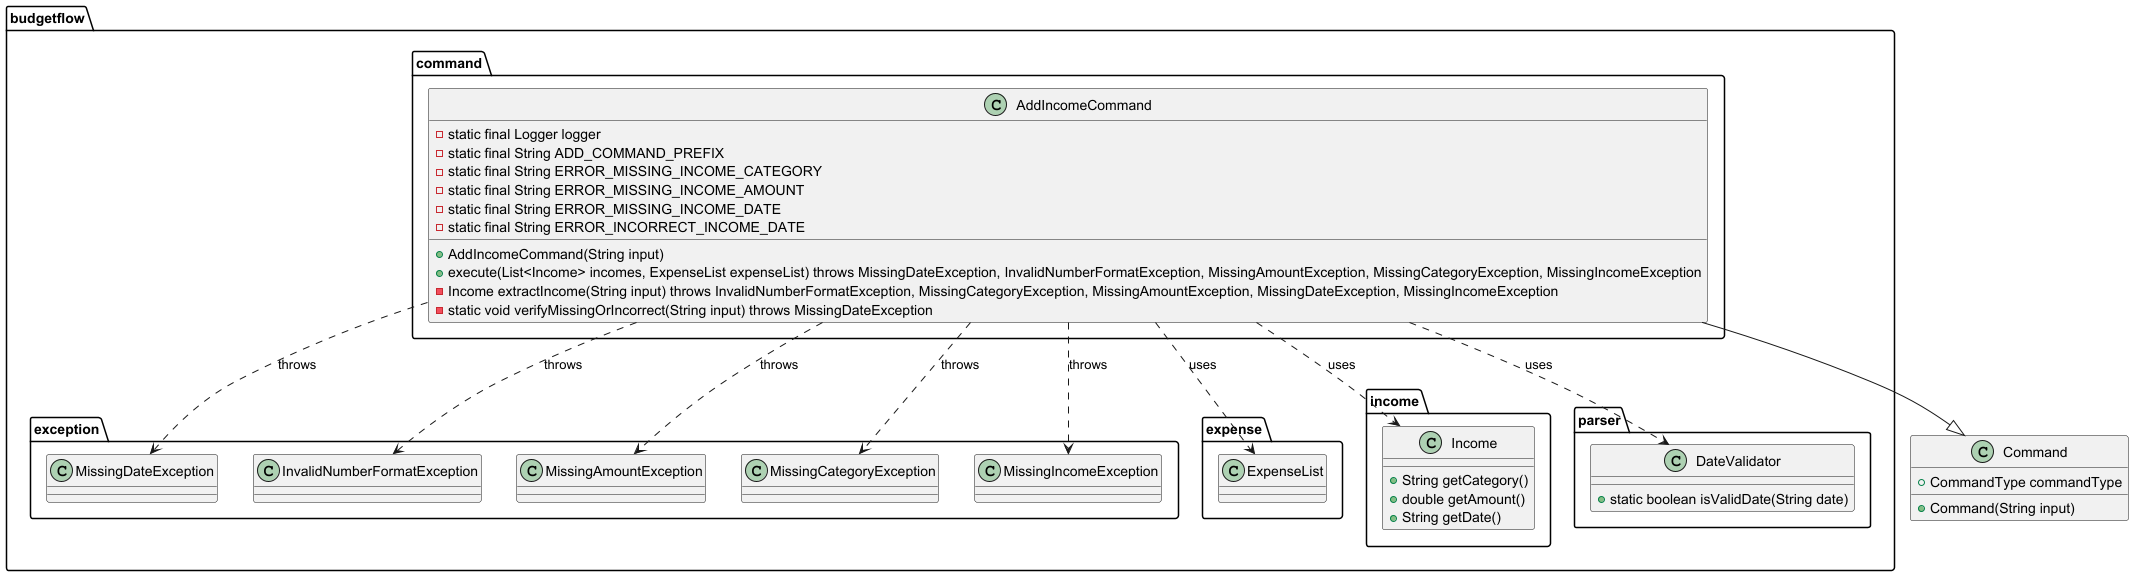 budgetflow
command
C AddIncomeCommand
static final Logger logger
static final String ADD_COMMAND_PREFIX
static final String ERROR_MISSING_INCOME_CATEGORY
static final String ERROR_MISSING_INCOME_AMOUNT
static final String ERROR_MISSING_INCOME_DATE
static final String ERROR_INCORRECT_INCOME_DATE
AddIncomeCommand(String input)
execute(List<Income> incomes, ExpenseList expenseList) throws MissingDateException, InvalidNumberFormatException, MissingAmountException, MissingCategoryException, MissingIncomeException
Income extractIncome(String input) throws InvalidNumberFormatException, MissingCategoryException, MissingAmountException, MissingDateException, MissingIncomeException
static void verifyMissingOrIncorrect(String input) throws MissingDateException
throws
throws
throws
throws
throws
uses
uses
uses
exception
C MissingDateException
C InvalidNumberFormatException
C MissingAmountException
C MissingCategoryException
C MissingIncomeException
expense
C ExpenseList
income
C Income
String getCategory()
double getAmount()
String getDate()
parser
C DateValidator
static boolean isValidDate(String date)
C Command
CommandType commandType
Command(String input)